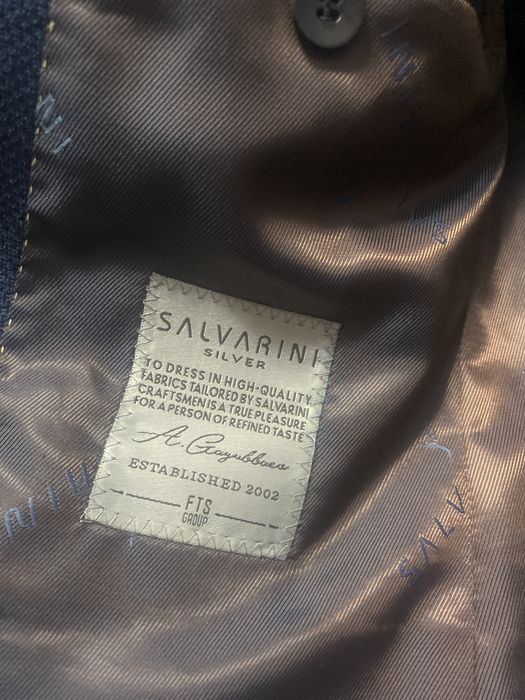 SALVARINI
SILVER
TO DRESS IN HIGH-QUALITY
FABRICS TAILORED BY SALVARINI
CRAFTSMEN IS A TRUE PLEASURE
FOR A PERSON OF REFINED TASTE
A.
ESTABLISHED 2002
FTS
GROUP
SALV